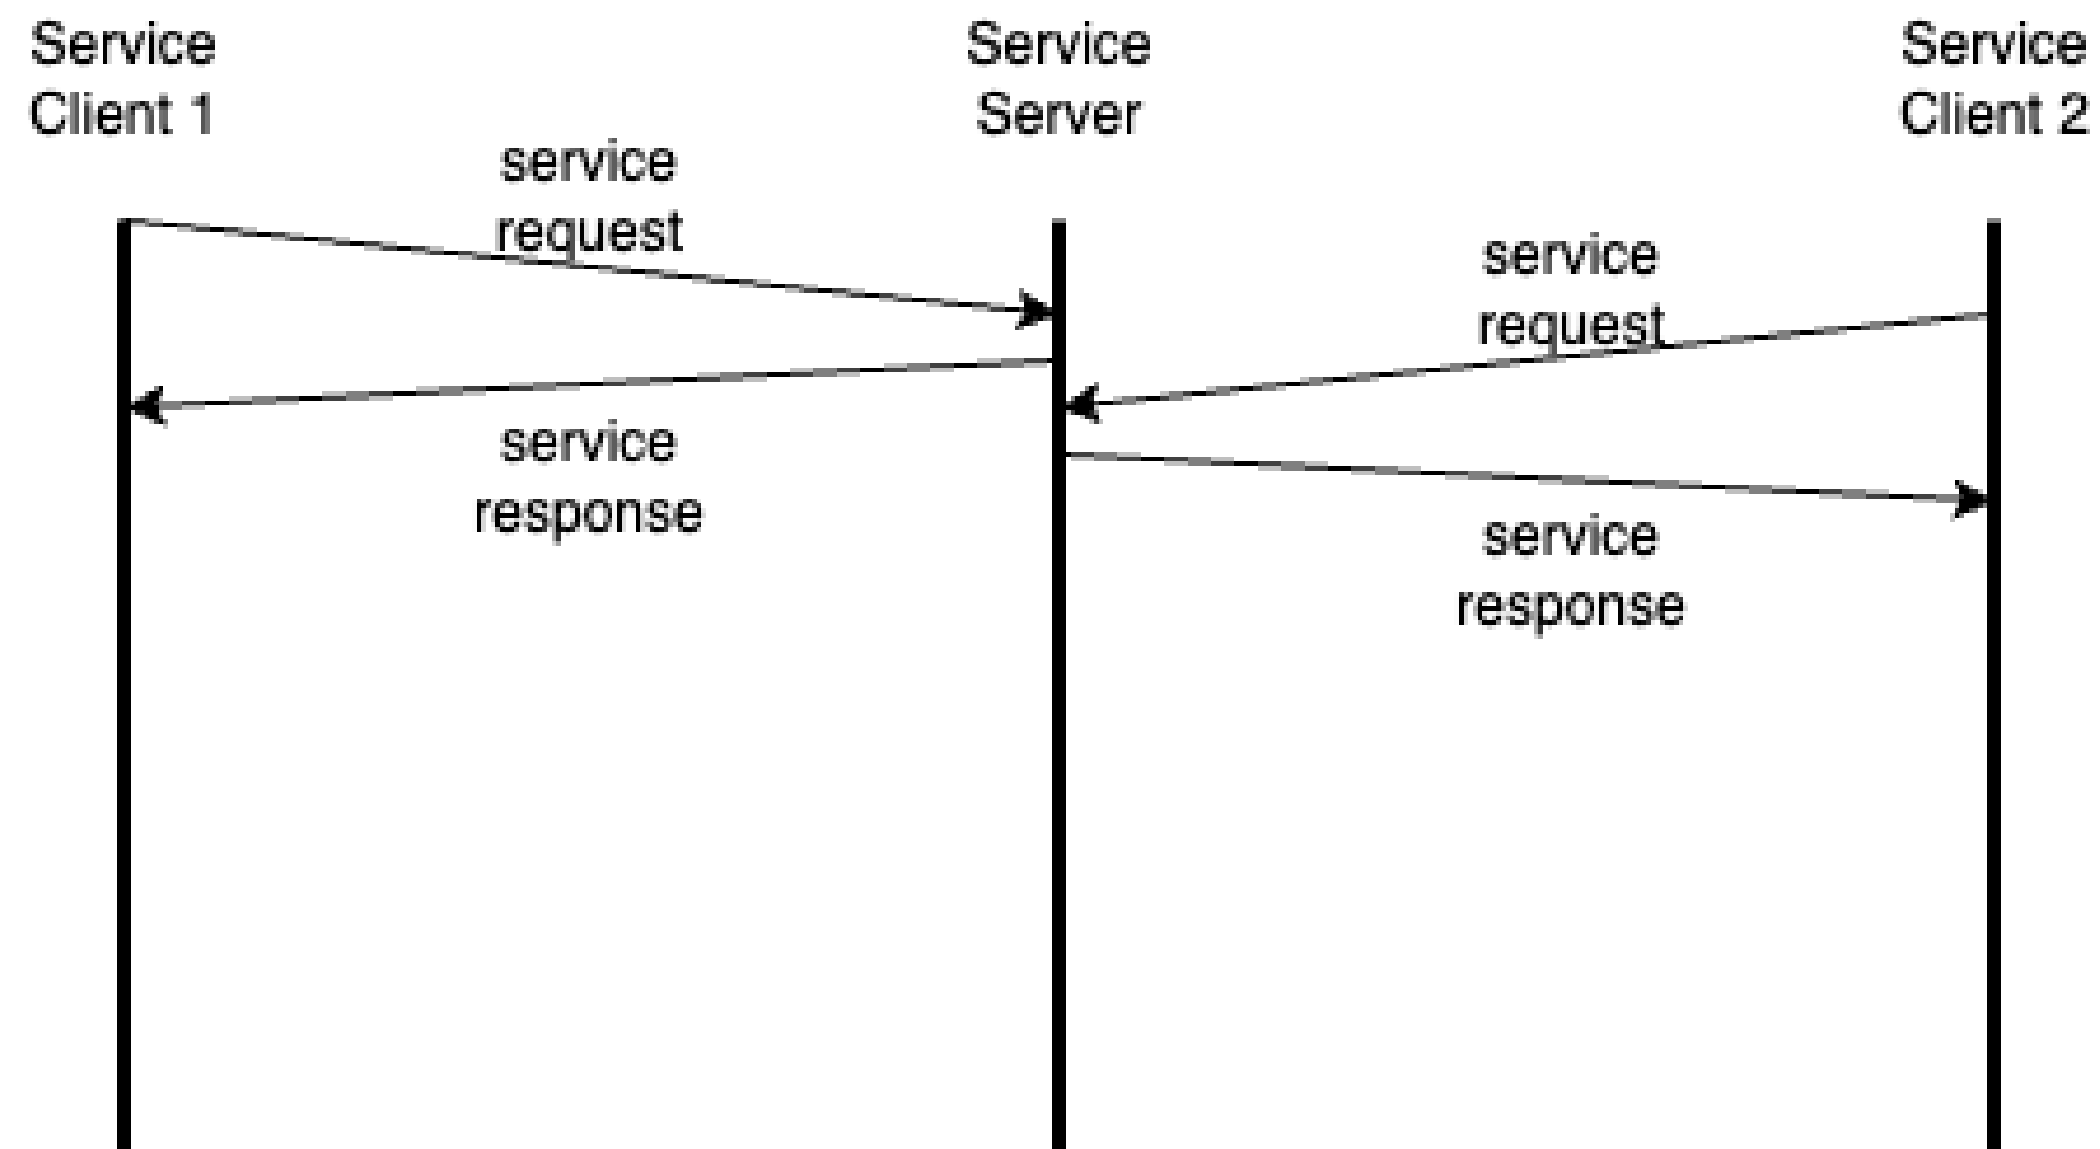 Service
Client 1
Service
Server
Service
Client 2
service
request
service
request
service
response
service
response